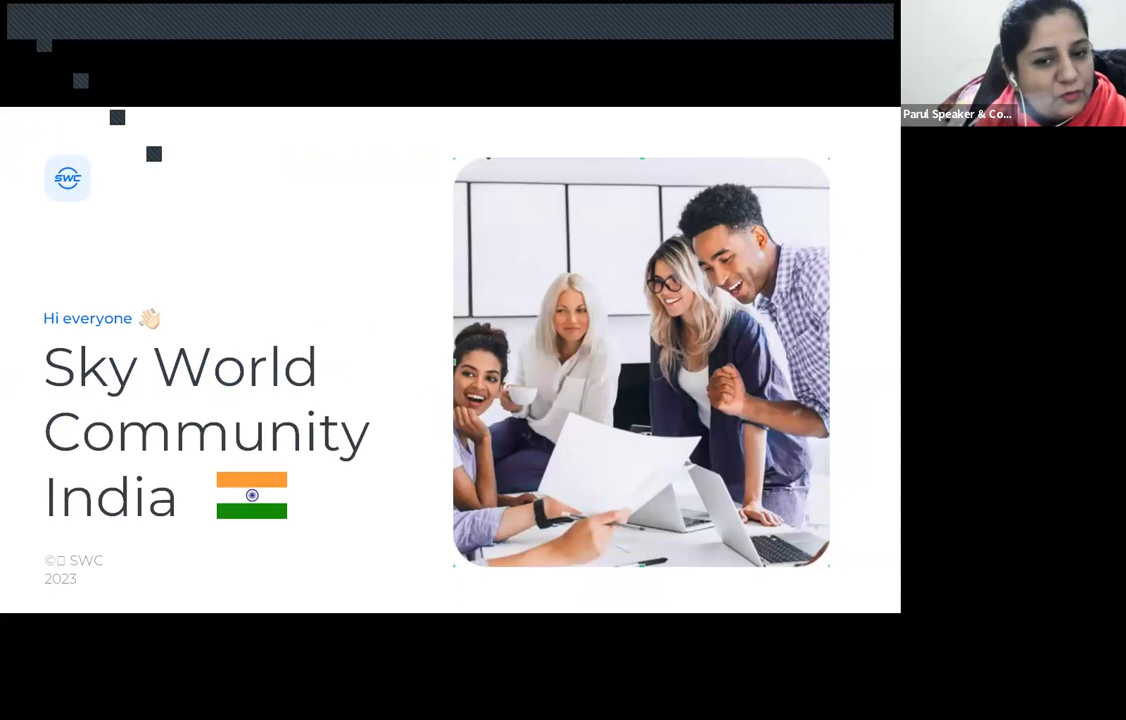 Parul Speaker & Co...
SWC
Hi everyone 👋🏻
Sky World
Community
India
© SWC
2023